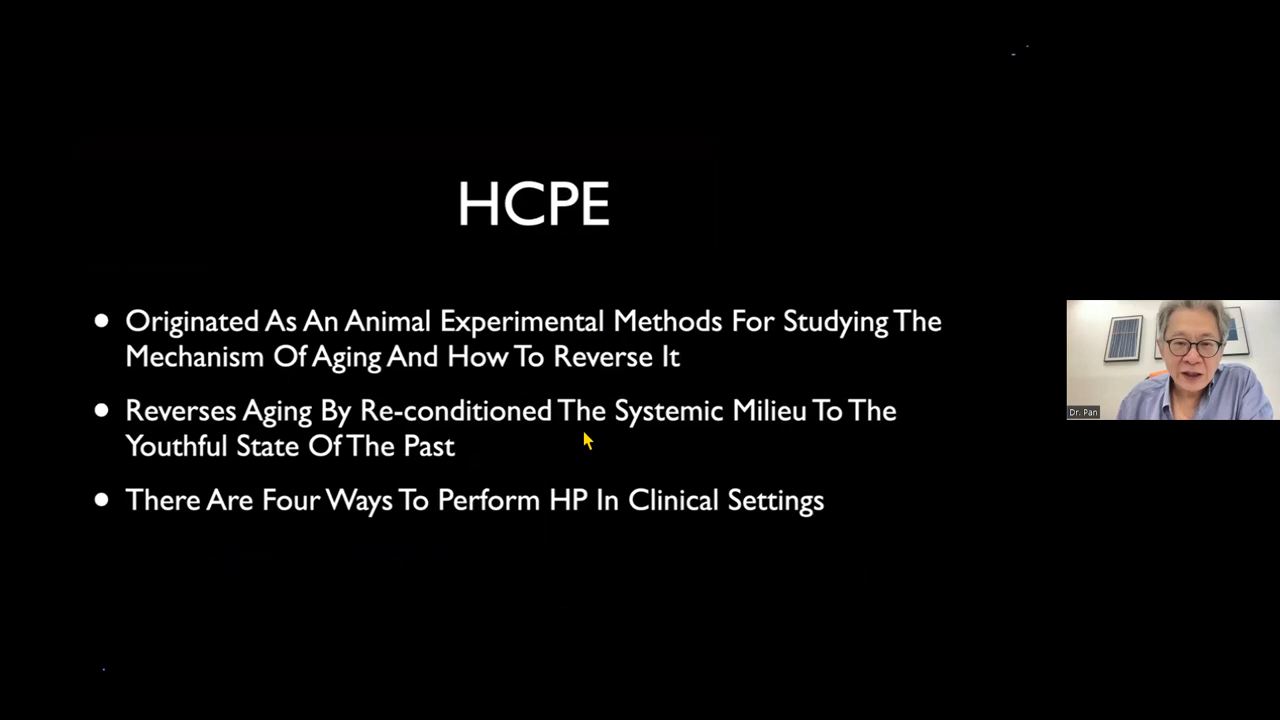 HCPE
• Originated As An Animal Experimental Methods For Studying The
Mechanism Of Aging And How To Reverse It
• Reverses Aging By Re-conditioned The Systemic Milieu To The
Youthful State Of The Past
• There Are Four Ways To Perform HP In Clinical Settings
Dr. Pan